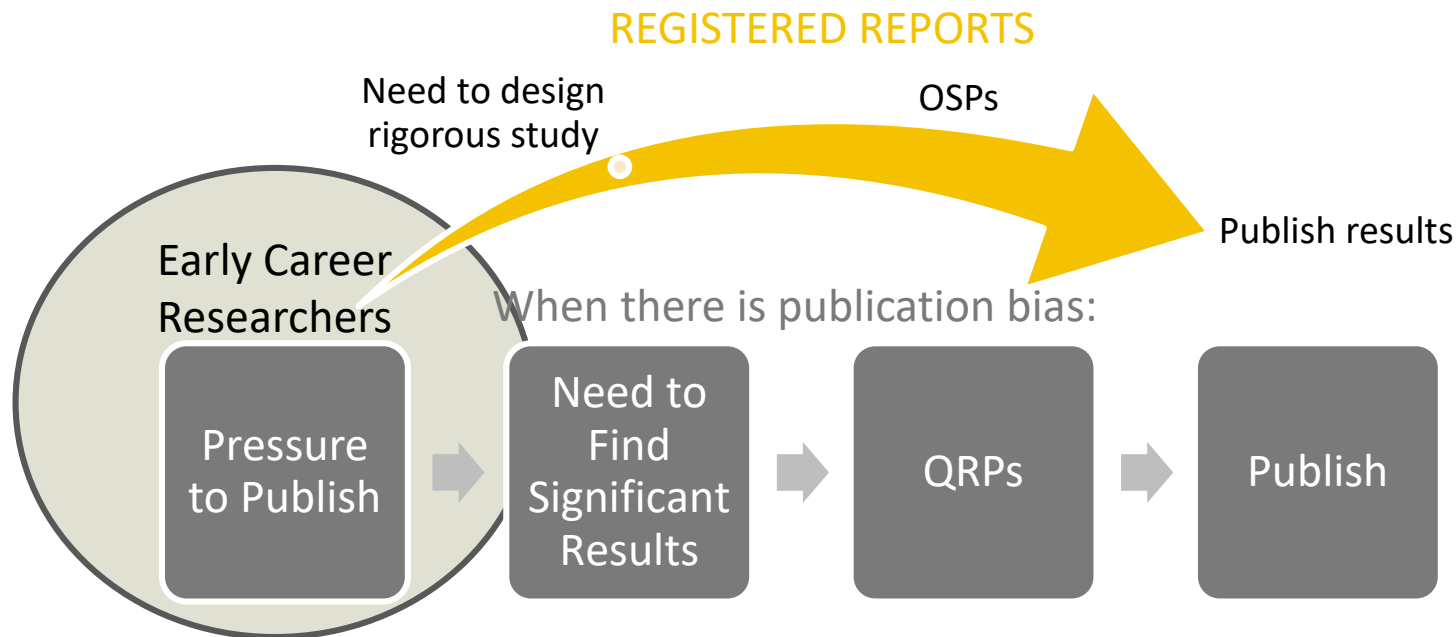 REGISTERED REPORTS
Need to design
rigorous study
OSPs
Publish results
Early Career
Researchers
When there is publication bias:
Pressure
to Publish
Need to
Find
Significant
Results
QRPs
Publish